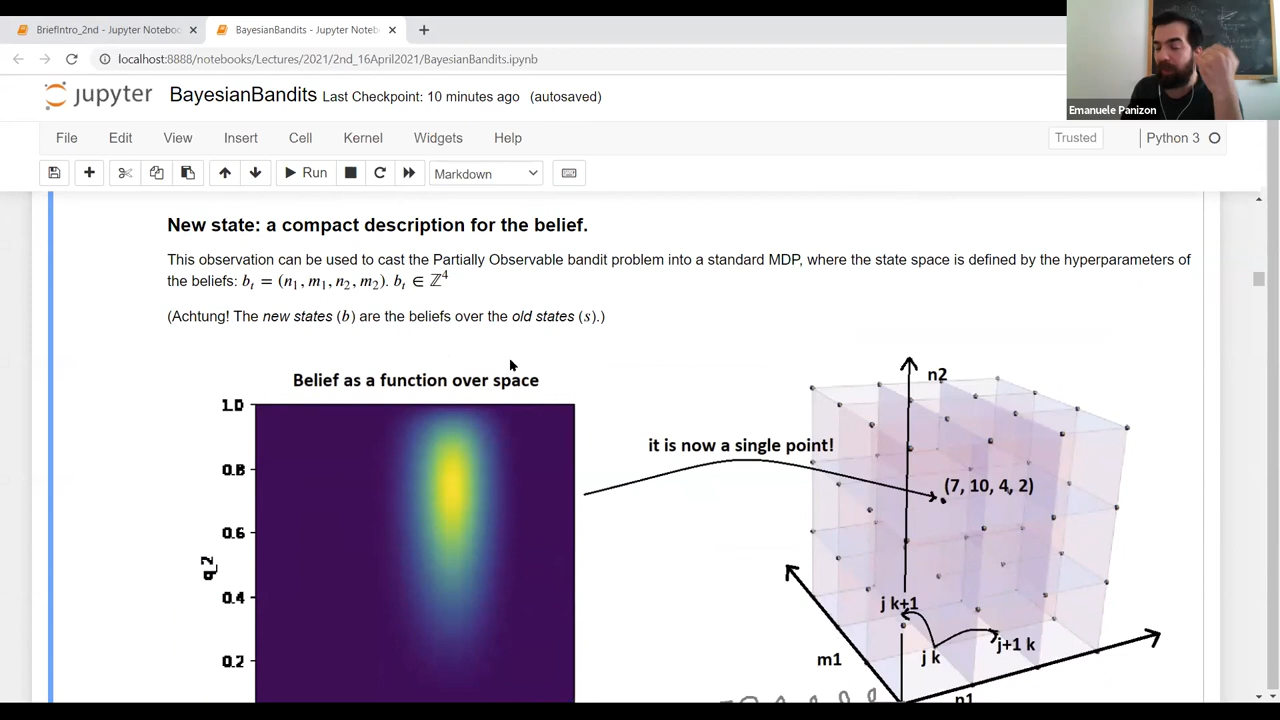 BriefIntro_2nd - Jupyter Noteboo
BayesianBandits - Jupyter Noteb
localhost:8888/notebooks/Lectures/2021/2nd_16April2021/BayesianBandits.ipynb
Emanuele Panizon
jupyter BayesianBandits Last Checkpoint: 10 minutes ago (autosaved)
File Edit View Insert Cell Kernel Widgets Help
Trusted Python 3
Run Markdown
New state: a compact description for the belief.
This observation can be used to cast the Partially Observable bandit problem into a standard MDP, where the state space is defined by the hyperparameters of
the beliefs: b_t = (n_1, m_1, n_2, m_2). b_t ∈ ℤ^4
(Achtung! The new states (b) are the beliefs over the old states (s).)
Belief as a function over space
n2
1.0
it is now a single point!
0.8
(7, 10, 4, 2)
0.6
q_2
0.4
j k+1
j+1 k
j k
m1
0.2
n1